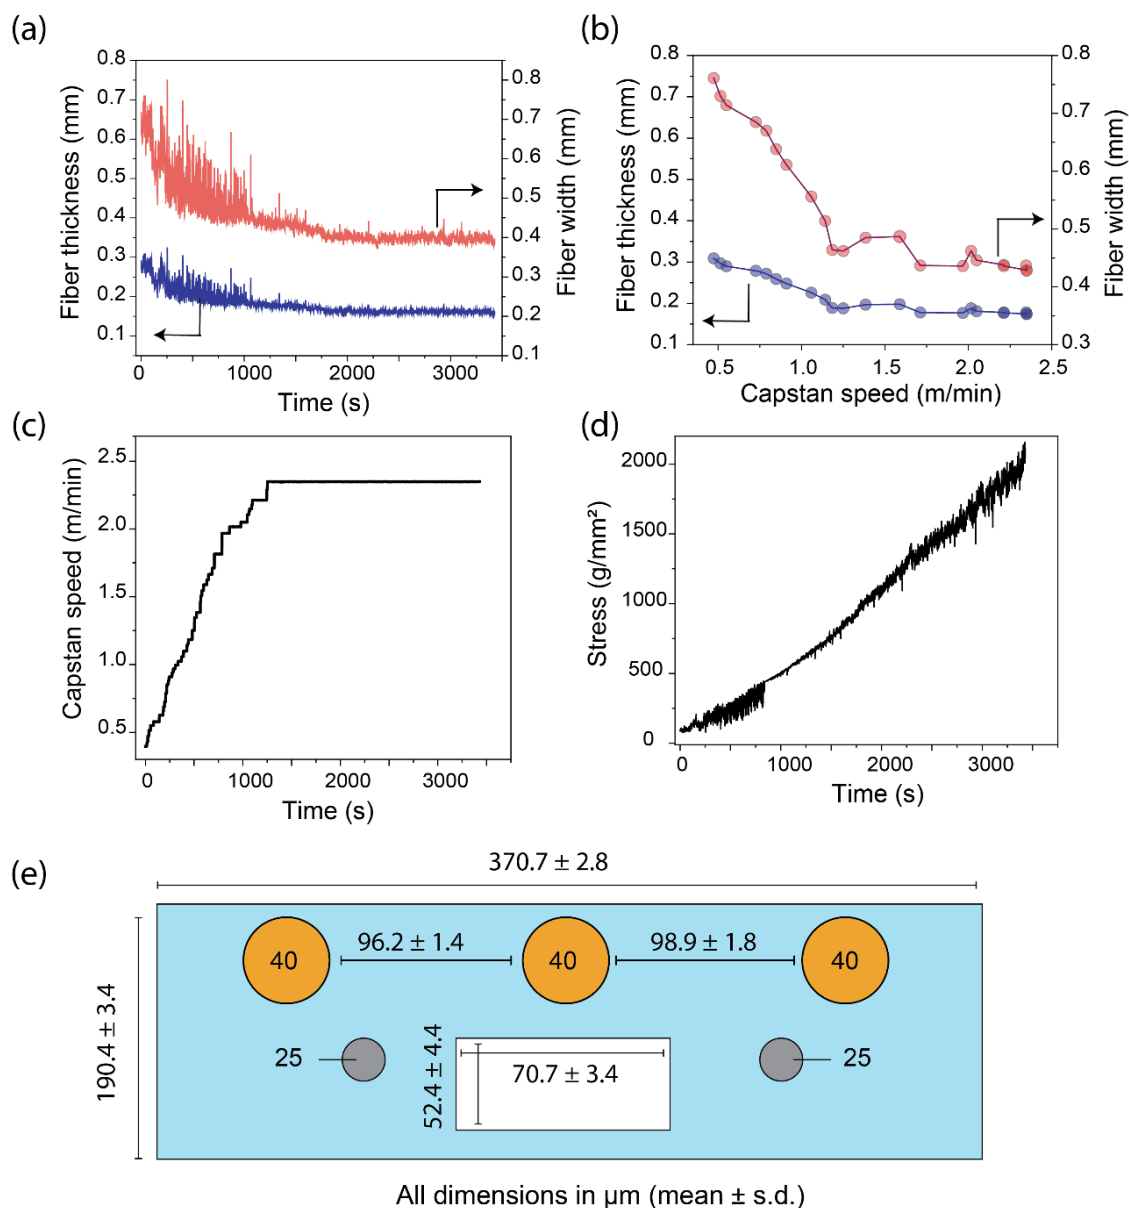 (a)
0.8
0.7
0.6
0.5
0.4
0.3
0.2
0.1
Fiber thickness (mm)
0.8
0.7
0.6
0.5
0.4
0.3
0.2
0.1
Fiber width (mm)
0 1000 2000 3000
Time (s)
(b)
0.8
0.7
0.6
0.5
0.4
0.3
0.2
0.1
Fiber thickness (mm)
0.8
0.7
0.6
0.5
0.4
0.3
Fiber width (mm)
0.5 1.0 1.5 2.0 2.5
Capstan speed (m/min)
(c)
2.5
2.0
1.5
1.0
0.5
Capstan speed (m/min)
0 1000 2000 3000
Time (s)
(d)
2000
1500
1000
500
0
Stress (g/mm²)
0 1000 2000 3000
Time (s)
(e)
370.7 ± 2.8
190.4 ± 3.4
40
96.2 ± 1.4
40
98.9 ± 1.8
40
25
52.4 ± 4.4
70.7 ± 3.4
25
All dimensions in µm (mean ± s.d.)